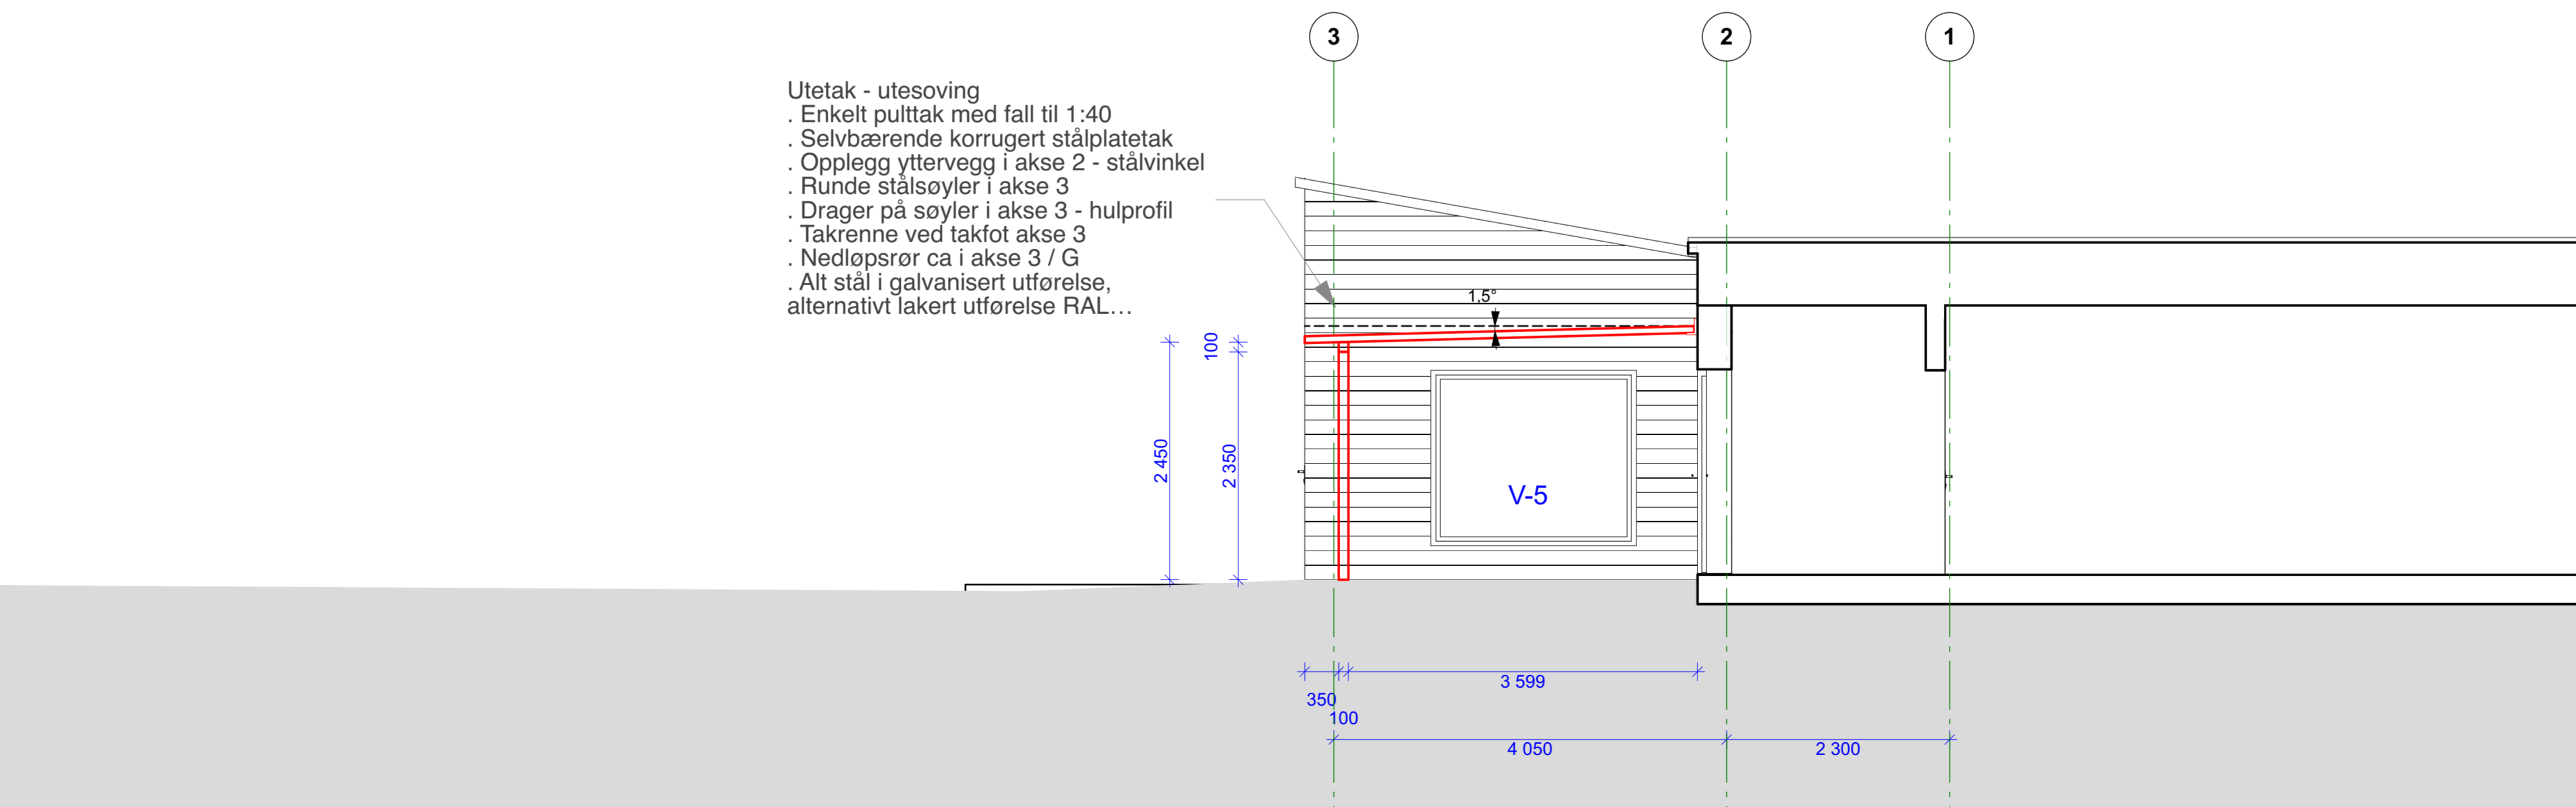 3
2
1
Utetak - utesoving
. Enkelt pulttak med fall til 1:40
. Selvbærende korrugert stålplatetak
. Opplegg yttervegg i akse 2 - stålvinkel
. Runde stålsøyler i akse 3
. Drager på søyler i akse 3 - hulprofil
. Takrenne ved takfot akse 3
. Nedløpsrør ca i akse 3 / G
. Alt stål i galvanisert utførelse,
alternativt lakert utførelse RAL...
1,5°
100
2 450
2 350
V-5
3 599
350
100
4 050
2 300